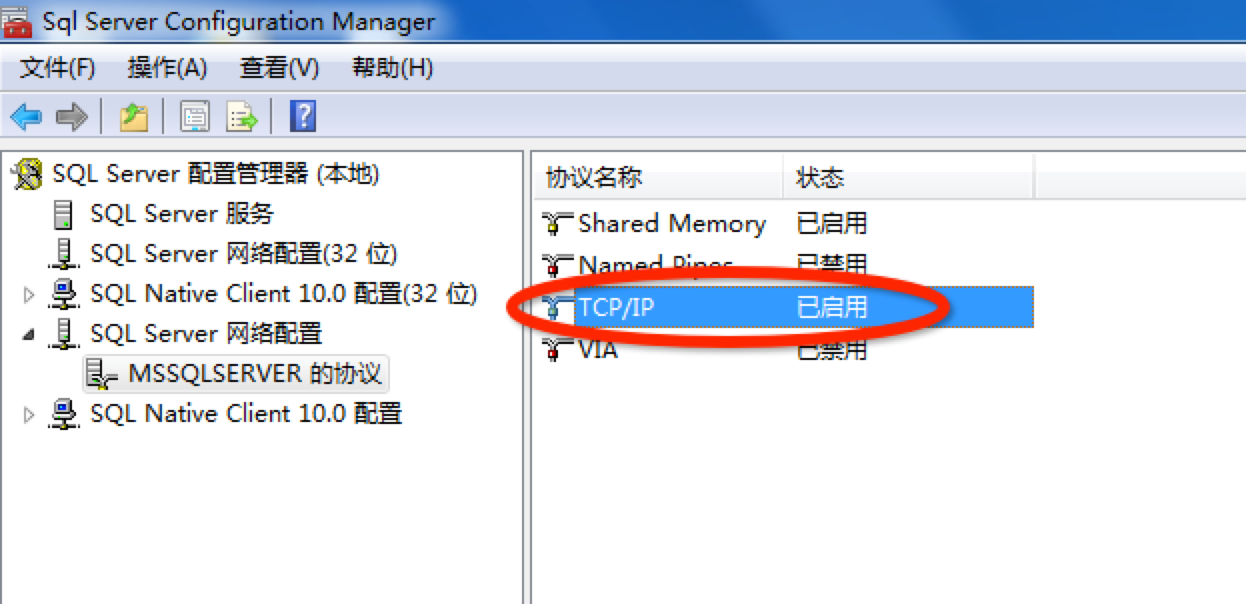 Sql Server Configuration Manager
文件(F) 操作(A) 查看(V) 帮助(H)
SQL Server 配置管理器 (本地)
SQL Server 服务
SQL Server 网络配置(32 位)
SQL Native Client 10.0 配置(32 位)
SQL Server 网络配置
MSSQLSERVER 的协议
SQL Native Client 10.0 配置
协议名称 状态
Shared Memory 已启用
Named Pipes 已禁用
TCP/IP 已启用
VIA 已禁用